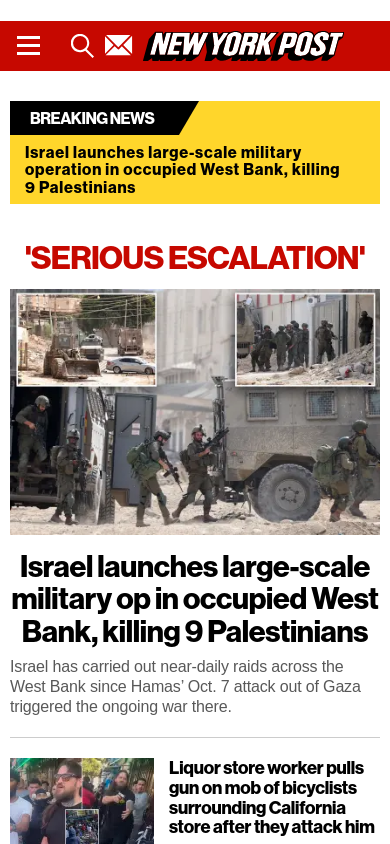 NEW YORK POST
BREAKING NEWS
Israel launches large-scale military
operation in occupied West Bank, killing
9 Palestinians
'SERIOUS ESCALATION'
Israel launches large-scale
military op in occupied West
Bank, killing 9 Palestinians
Israel has carried out near-daily raids across the
West Bank since Hamas’ Oct. 7 attack out of Gaza
triggered the ongoing war there.
Liquor store worker pulls
gun on mob of bicyclists
surrounding California
store after they attack him